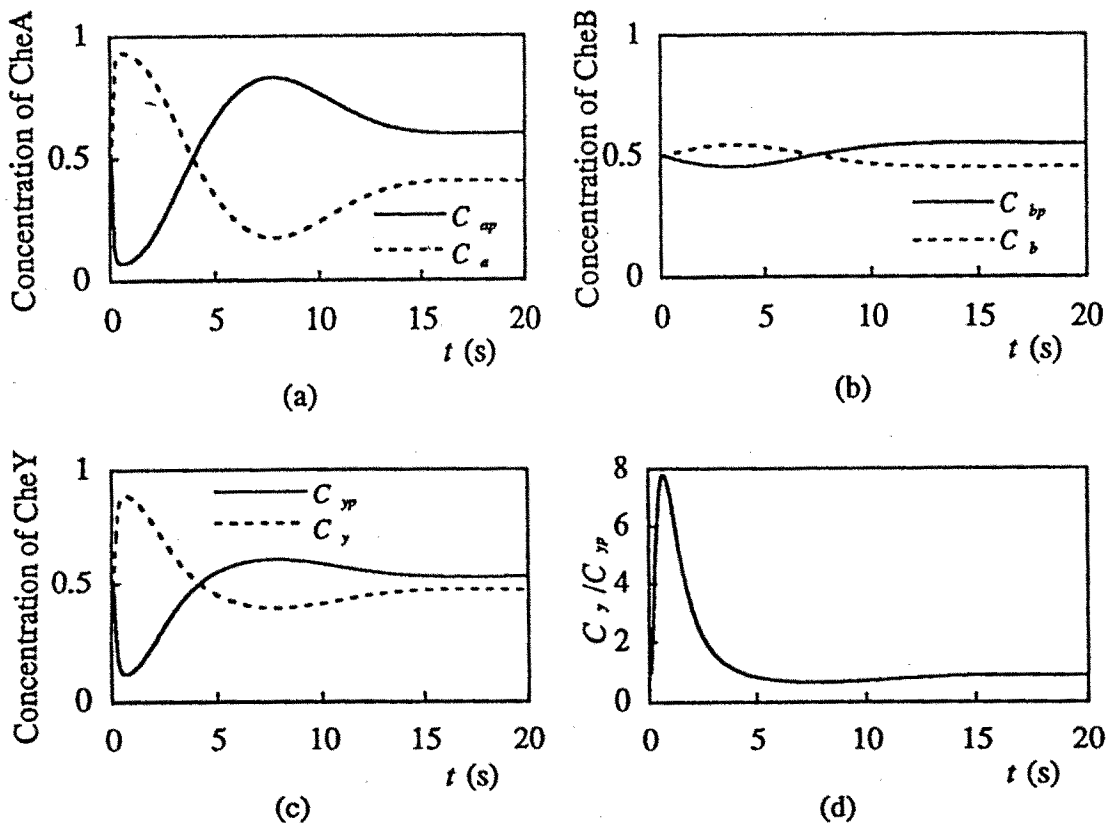 Concentration of CheA
1
0.5
0
C ap
C a
0 5 10 15 20
t (s)
(a)
Concentration of CheB
1
0.5
0
C bp
C b
0 5 10 15 20
t (s)
(b)
Concentration of CheY
1
0.5
0
C yp
C y
0 5 10 15 20
t (s)
(c)
C y /C yp
8
6
4
2
0
0 5 10 15 20
t (s)
(d)